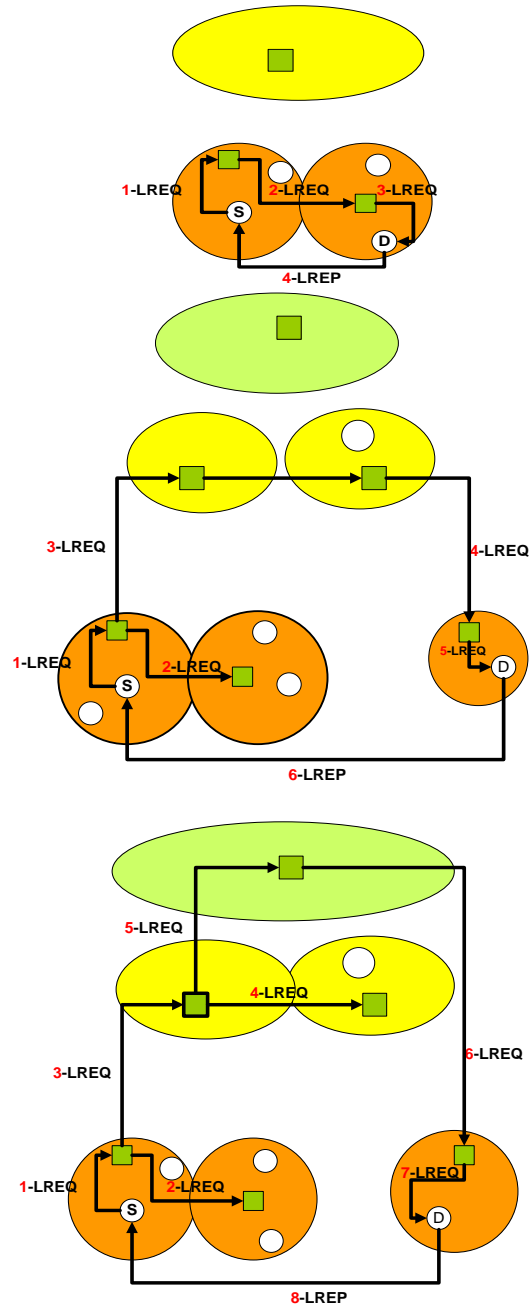 1-LREQ
2-LREQ
3-LREQ
S
D
4-LREP
3-LREQ
4-LREQ
1-LREQ
2-LREQ
5-LREQ
S
D
6-LREP
5-LREQ
4-LREQ
3-LREQ
6-LREQ
1-LREQ
2-LREQ
7-LREQ
S
D
8-LREP